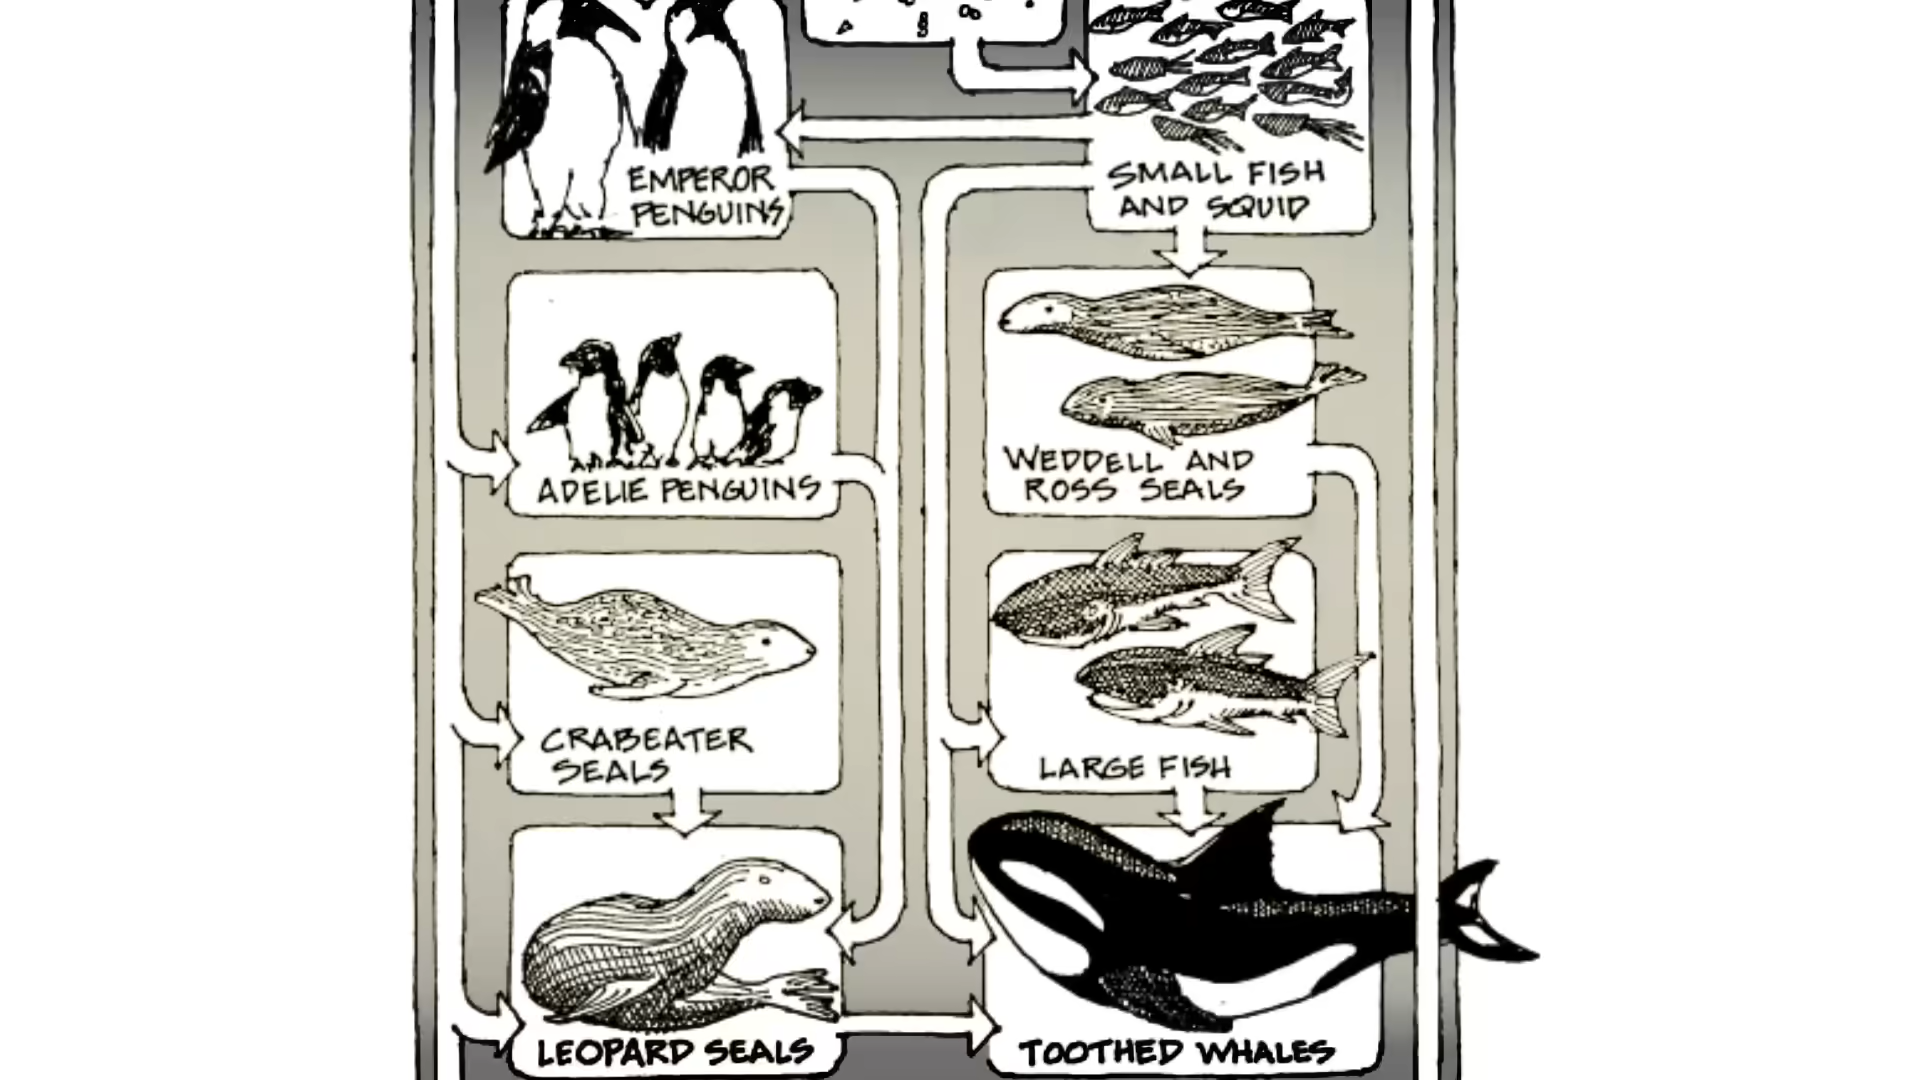 EMPEROR
PENGUINS
SMALL FISH
AND SQUID
ADELIE PENGUINS
WEDDELL AND
ROSS SEALS
CRABEATER
SEALS
LARGE FISH
LEOPARD SEALS
TOOTHED WHALES